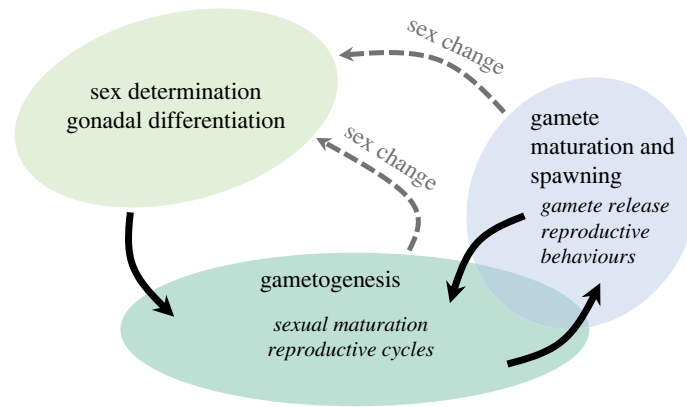 sex change
sex determination
gonadal differentiation
sex change
gamete
maturation and
spawning
gamete release
reproductive
behaviours
gametogenesis
sexual maturation
reproductive cycles